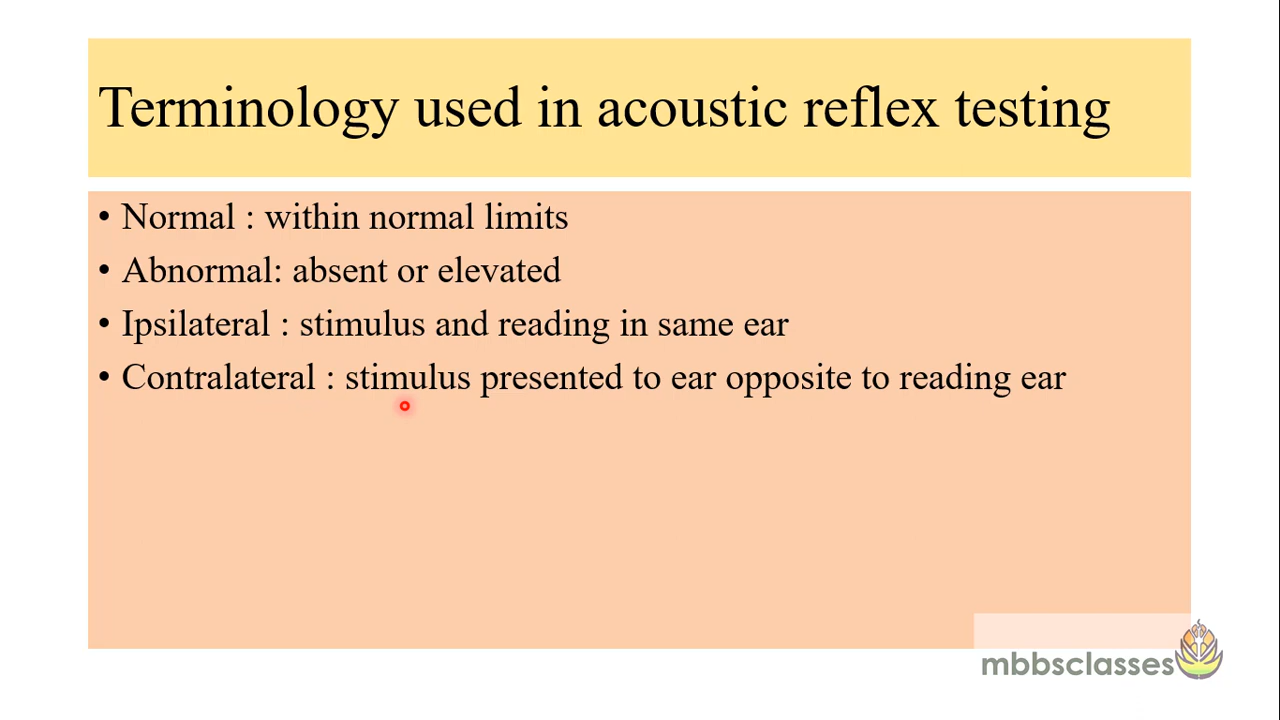 Terminology used in acoustic reflex testing
• Normal : within normal limits
• Abnormal: absent or elevated
• Ipsilateral : stimulus and reading in same ear
• Contralateral : stimulus presented to ear opposite to reading ear
mbbsclasses